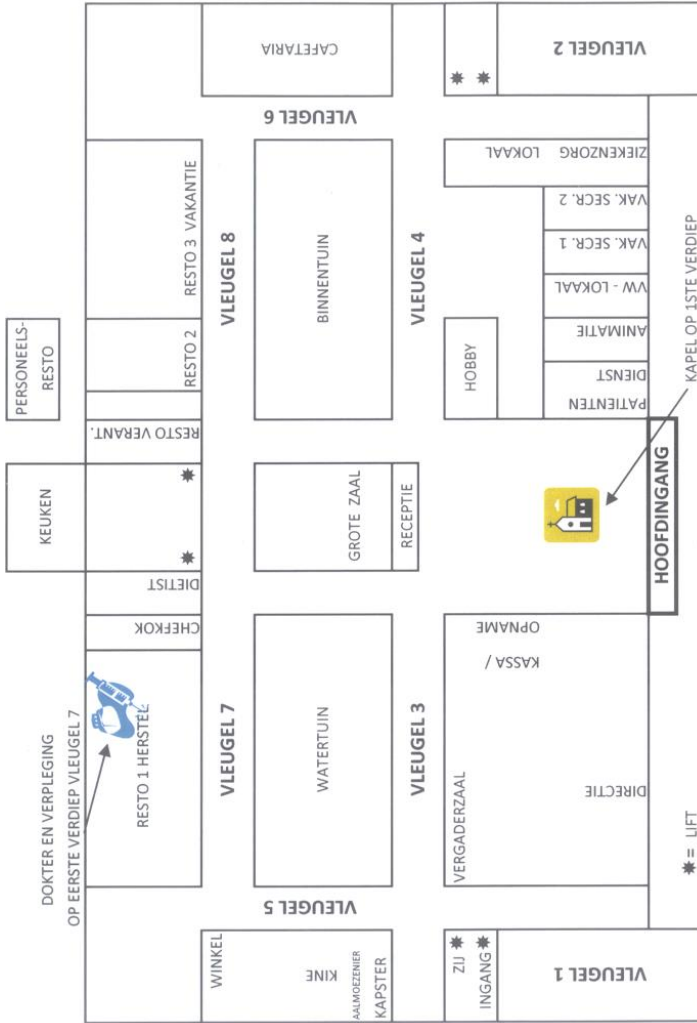 DOKTER EN VERPLEGING
OP EERSTE VERDIEP VLEUGEL 7
KEUKEN
PERSONEELS-
RESTO
RESTO 1 HERSTEL
CHEFKOK
DIETIST
RESTO VERANT.
RESTO 2
RESTO 3 VAKANTIE
VLEUGEL 7
VLEUGEL 8
WINKEL
KINE
AALMOEZENIER
KAPSTER
VLEUGEL 5
WATERTUIN
GROTE ZAAL
RECEPTIE
BINNENTUIN
VLEUGEL 6
CAFETARIA
VLEUGEL 3
VLEUGEL 4
ZIJ
INGANG
VLEUGEL 1
VERGADERZAAL
DIRECTIE
KASSA /
OPNAME
HOBBY
PATIENTEN
DIENST
ANIMATIE
VW - LOKAAL
VAK. SECR. 1
VAK. SECR. 2
ZIEKENZORG LOKAAL
VLEUGEL 2
HOOFDINGANG
KAPEL OP 1STE VERDIEP
= LIFT